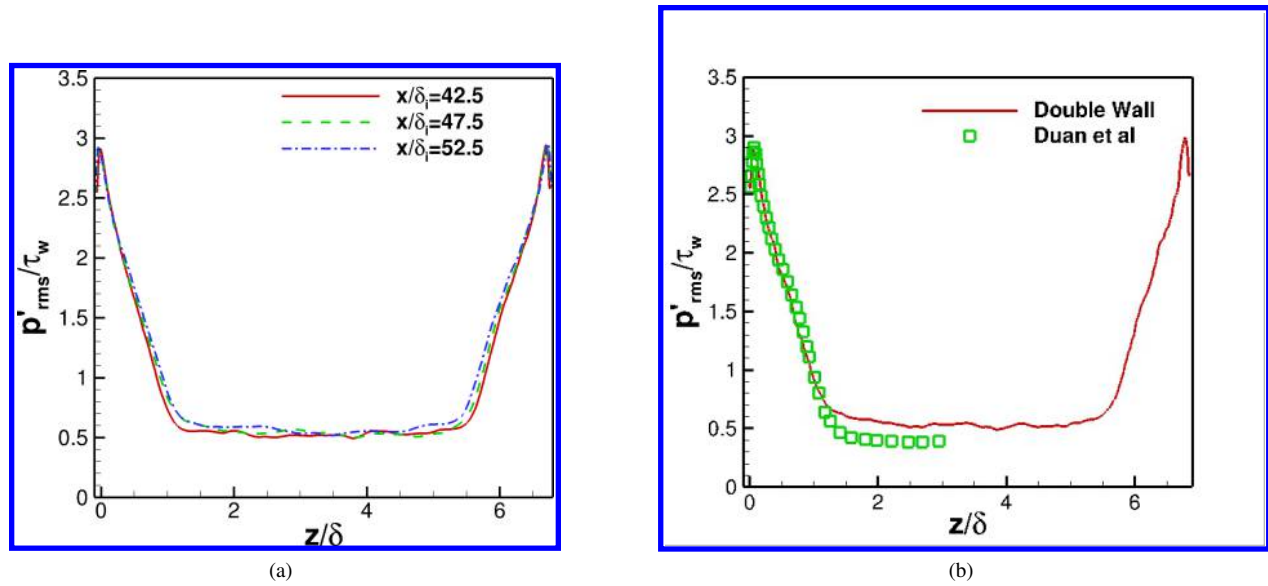 3.5
3
2.5
2
1.5
1
0.5
0
p'rms/τw
x/δi=42.5
x/δi=47.5
x/δi=52.5
0 2 4 6
z/δ
(a)
3.5
3
2.5
2
1.5
1
0.5
0
p'rms/τw
Double Wall
Duan et al
0 2 4 6
z/δ
(b)